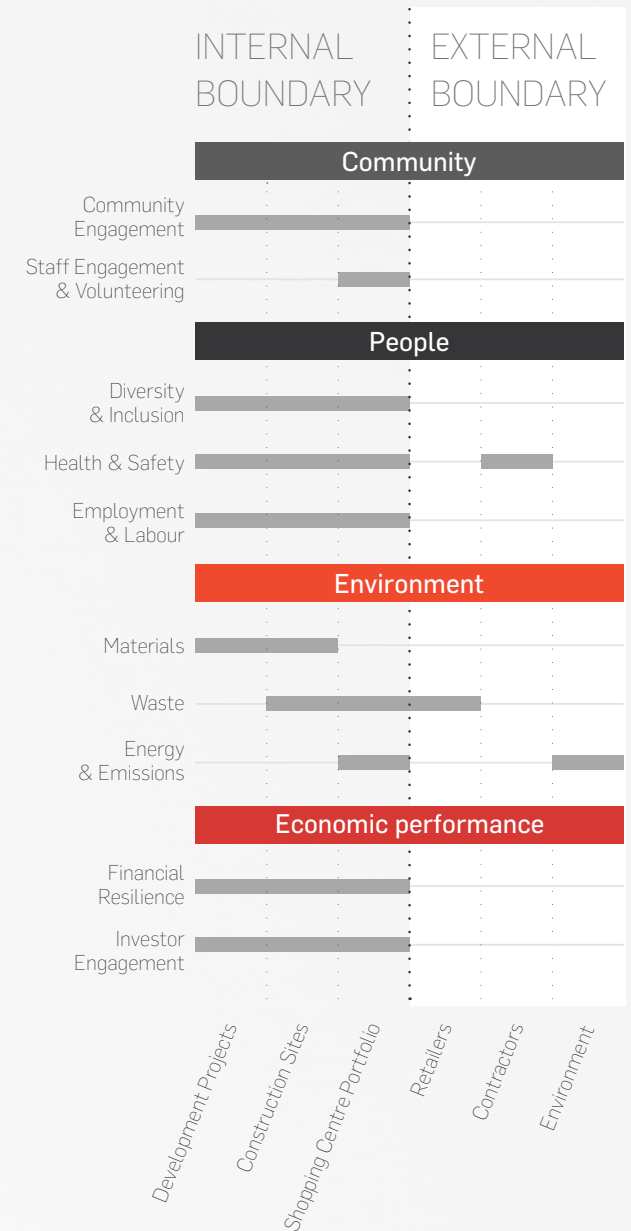 INTERNAL
BOUNDARY
EXTERNAL
BOUNDARY
Community
Community
Engagement
Staff Engagement
& Volunteering
People
Diversity
& Inclusion
Health & Safety
Employment
& Labour
Environment
Materials
Waste
Energy
& Emissions
Economic performance
Financial
Resilience
Investor
Engagement
Development Projects
Construction Sites
Shopping Centre Portfolio
Retailers
Contractors
Environment